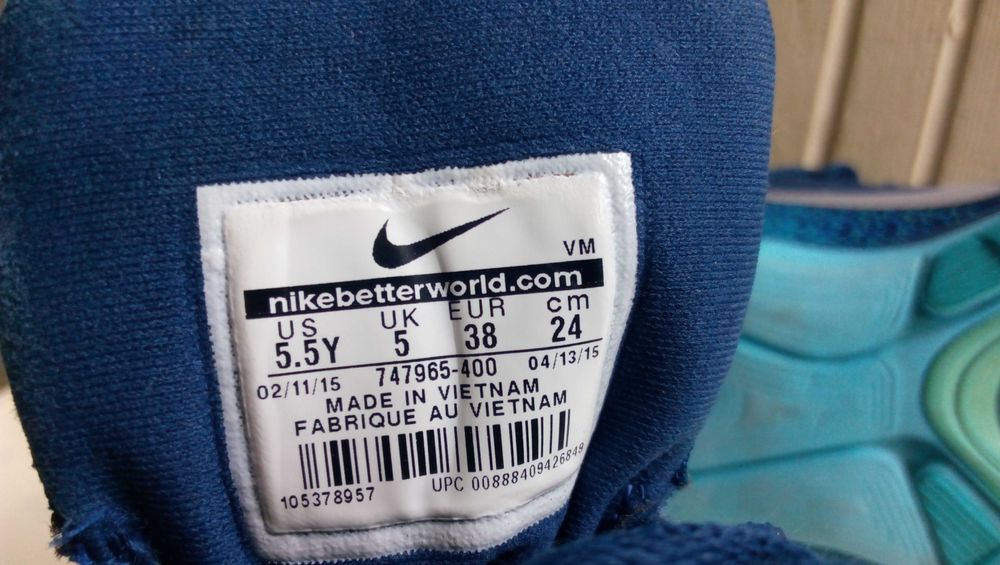 VM
nikebetterworld.com
US UK EUR cm
5.5Y 5 38 24
02/11/15 747965-400 04/13/15
MADE IN VIETNAM
FABRIQUE AU VIETNAM
105378957 UPC 00888409426849